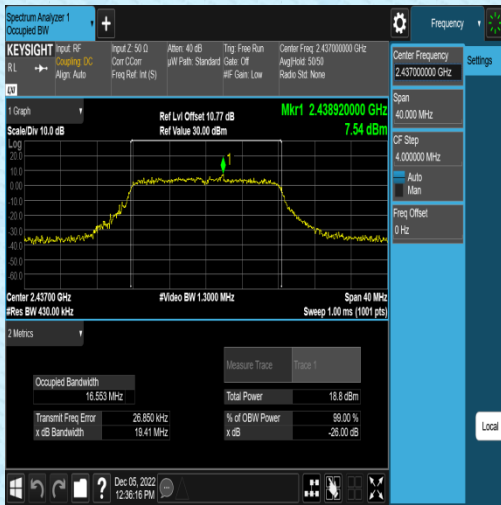 Spectrum Analyzer 1
Occupied BW
+
Frequency
KEYSIGHT
RL
LXI
Input: RF
Coupling: DC
Align: Auto
Input Z: 50 Ω
Corr CCorr
Freq Ref: Int (S)
Atten: 40 dB
µW Path: Standard
Trig: Free Run
Gate: Off
#IF Gain: Low
Center Freq: 2.437000000 GHz
Avg|Hold: 50/50
Radio Std: None
Center Frequency
2.437000000 GHz
Settings
Span
40.000 MHz
CF Step
4.000000 MHz
Auto
Man
Freq Offset
0 Hz
Local
1 Graph
Scale/Div 10.0 dB
Ref Lvl Offset 10.77 dB
Ref Value 30.00 dBm
Mkr1 2.438920000 GHz
7.54 dBm
Log
20.0
10.0
0.00
-10.0
-20.0
-30.0
-40.0
-50.0
-60.0
1
Center 2.43700 GHz
#Res BW 430.00 kHz
#Video BW 1.3000 MHz
Span 40 MHz
Sweep 1.00 ms (1001 pts)
2 Metrics
Measure Trace
Trace 1
Occupied Bandwidth
16.553 MHz
Total Power
18.8 dBm
Transmit Freq Error
26.850 kHz
% of OBW Power
99.00 %
x dB Bandwidth
19.41 MHz
x dB
-26.00 dB
?
Dec 05, 2022
12:36:16 PM